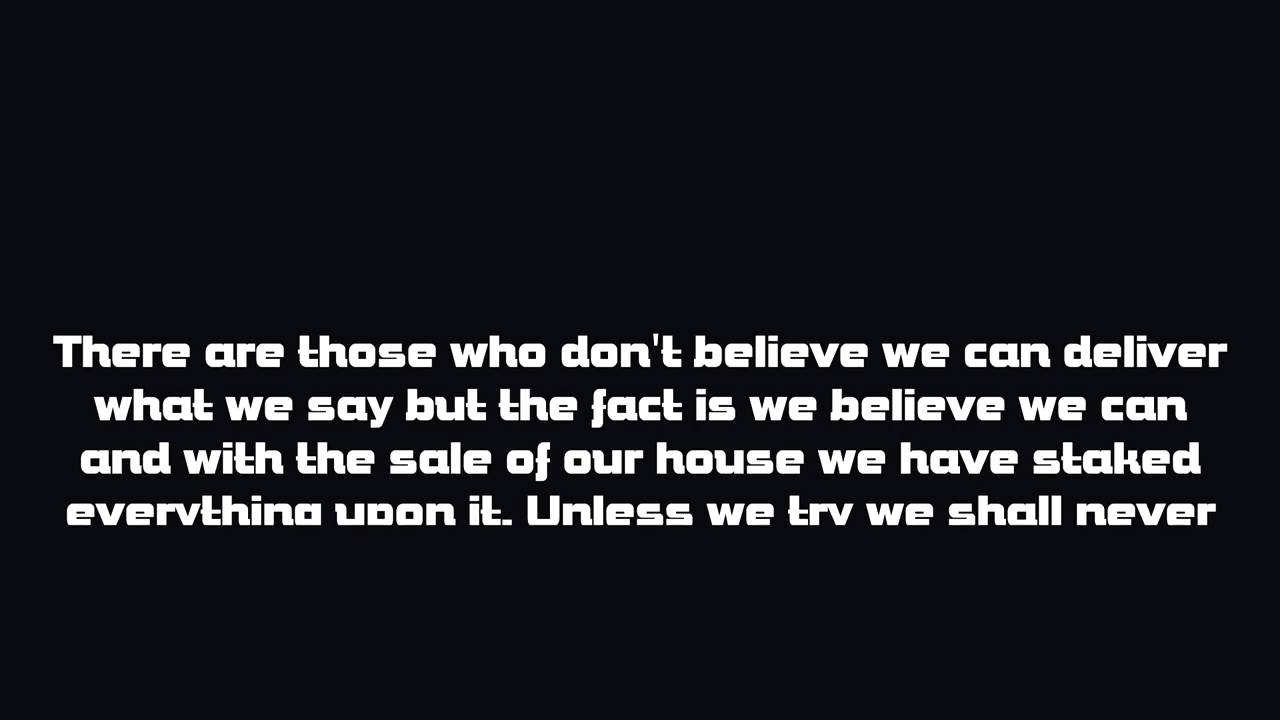 There are those who don't believe we can deliver
what we say but the fact is we believe we can
and with the sale of our house we have staked
everything upon it. Unless we try we shall never